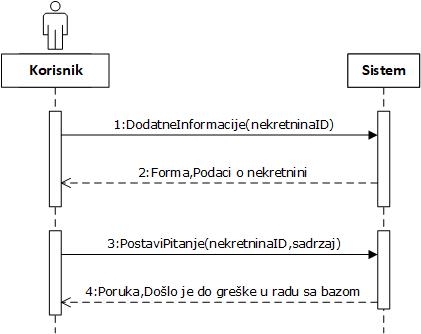 Korisnik
Sistem
1:DodatneInformacije(nekretninaID)
2:Forma,Podaci o nekretnini
3:PostaviPitanje(nekretninaID,sadrzaj)
4:Poruka,Došlo je do greške u radu sa bazom